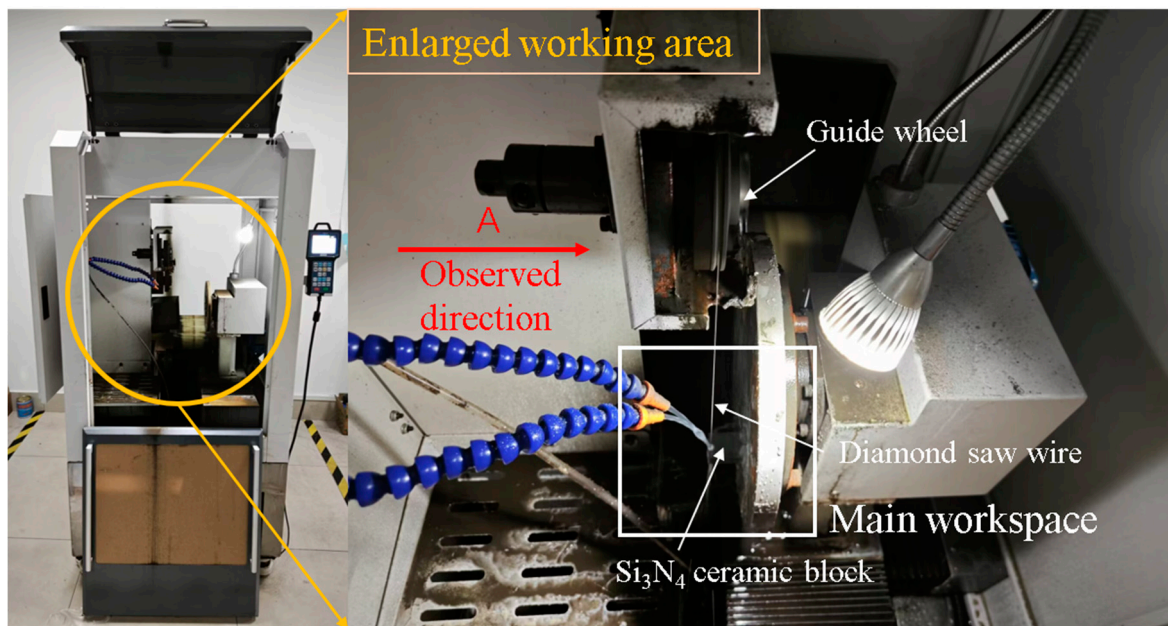 Enlarged working area
Guide wheel
A
Observed
direction
Diamond saw wire
Main workspace
Si₃N₄ ceramic block